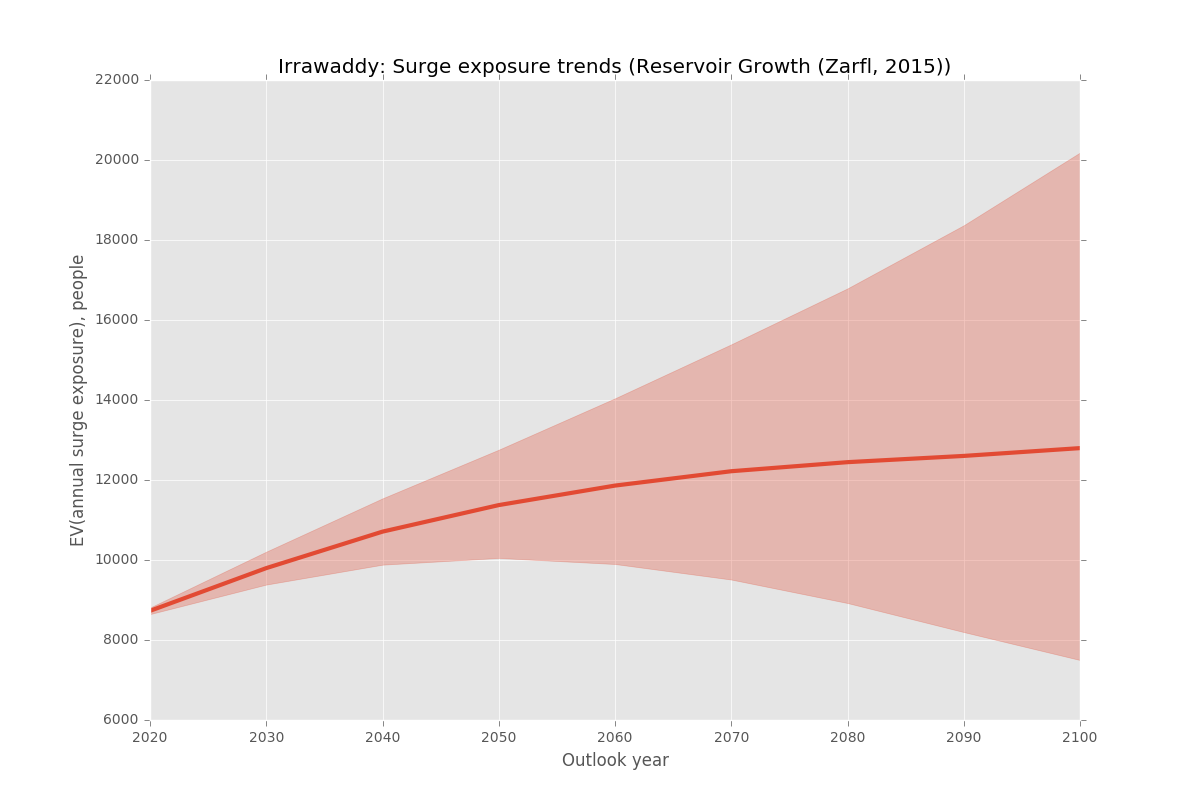 Irrawaddy: Surge exposure trends (Reservoir Growth (Zarfl, 2015))
22000
20000
18000
16000
14000
12000
10000
8000
6000
EV(annual surge exposure), people
2020 2030 2040 2050 2060 2070 2080 2090 2100
Outlook year